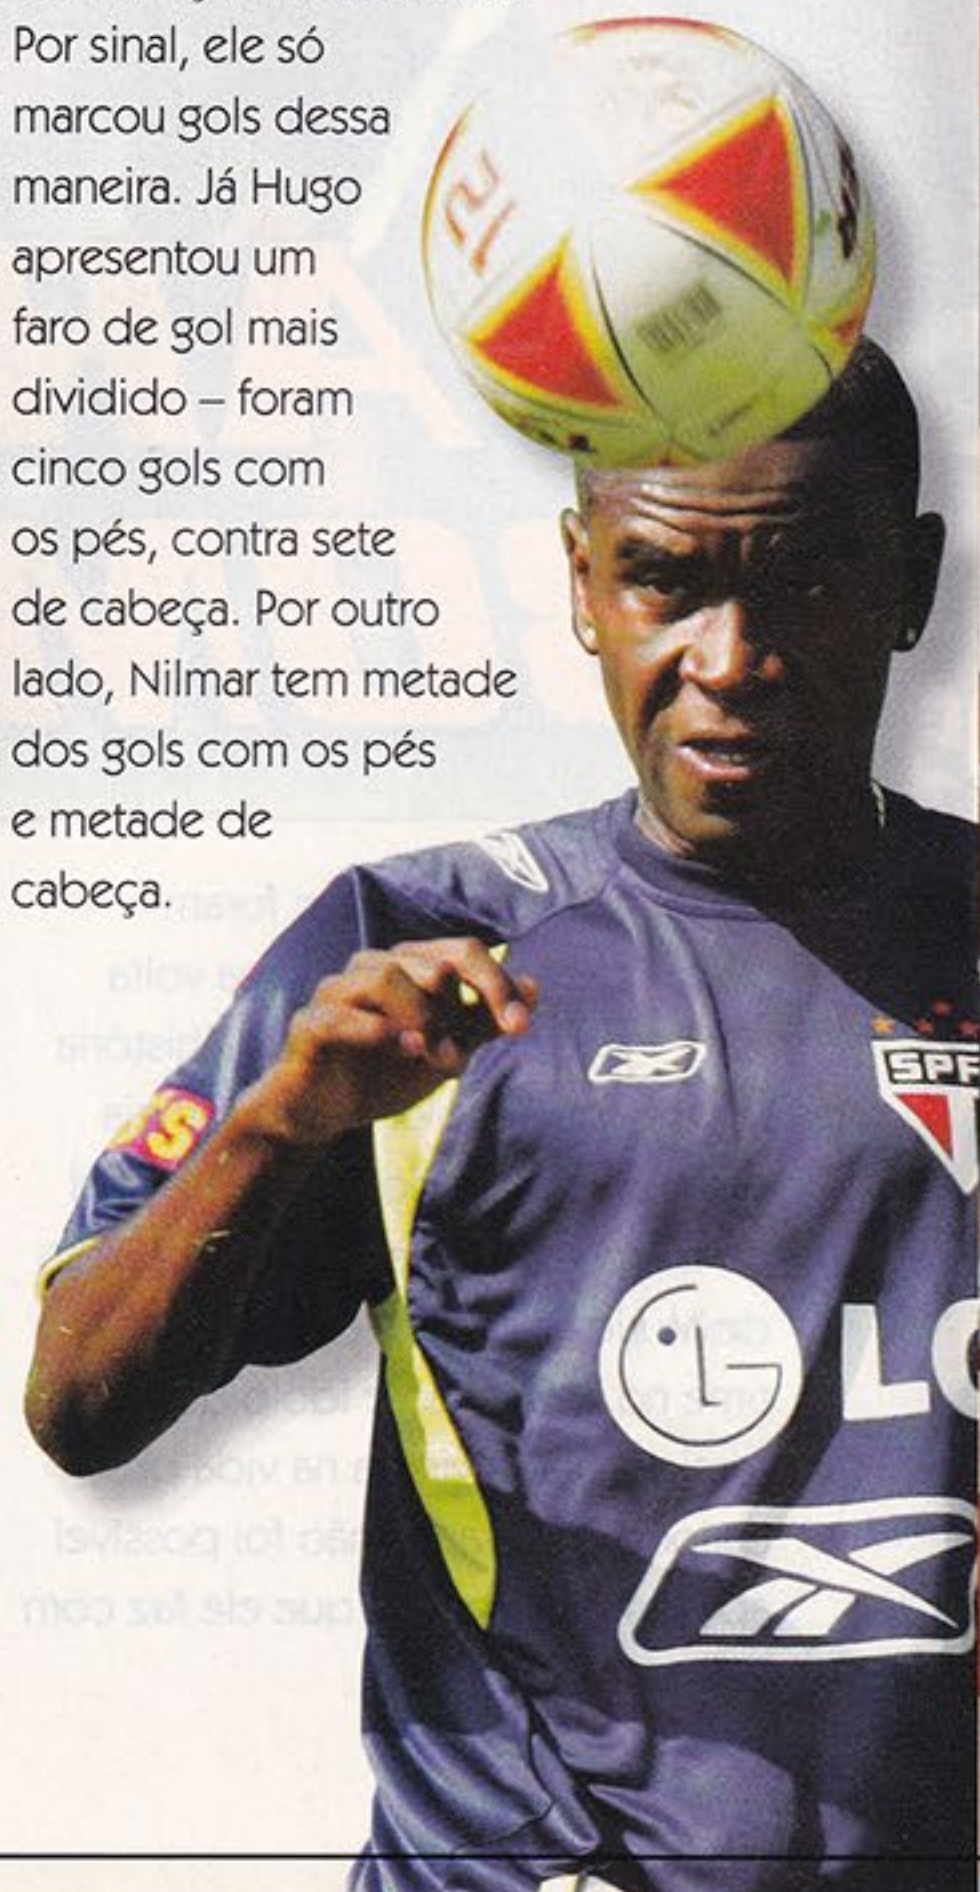 Por sinal, ele só
marcou gols dessa
maneira. Já Hugo
apresentou um
faro de gol mais
dividido – foram
cinco gols com
os pés, contra sete
de cabeça. Por outro
lado, Nilmar tem metade
dos gols com os pés
e metade de
cabeça.
SPF
LG